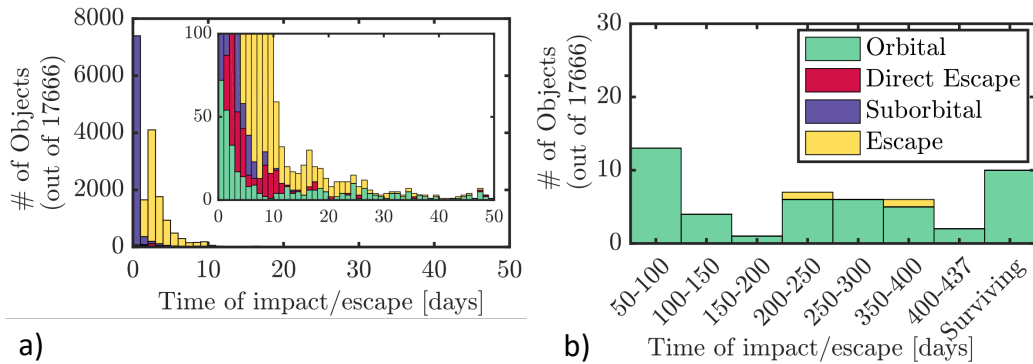 8000
6000
4000
2000
0
# of Objects
(out of 17666)
100
50
0
0 10 20 30 40 50
0 10 20 30 40 50
Time of impact/escape [days]
a)
30
20
10
0
# of Objects
(out of 17666)
Orbital
Direct Escape
Suborbital
Escape
50-100
100-150
150-200
200-250
250-300
350-400
400-437
Surviving
Time of impact/escape [days]
b)